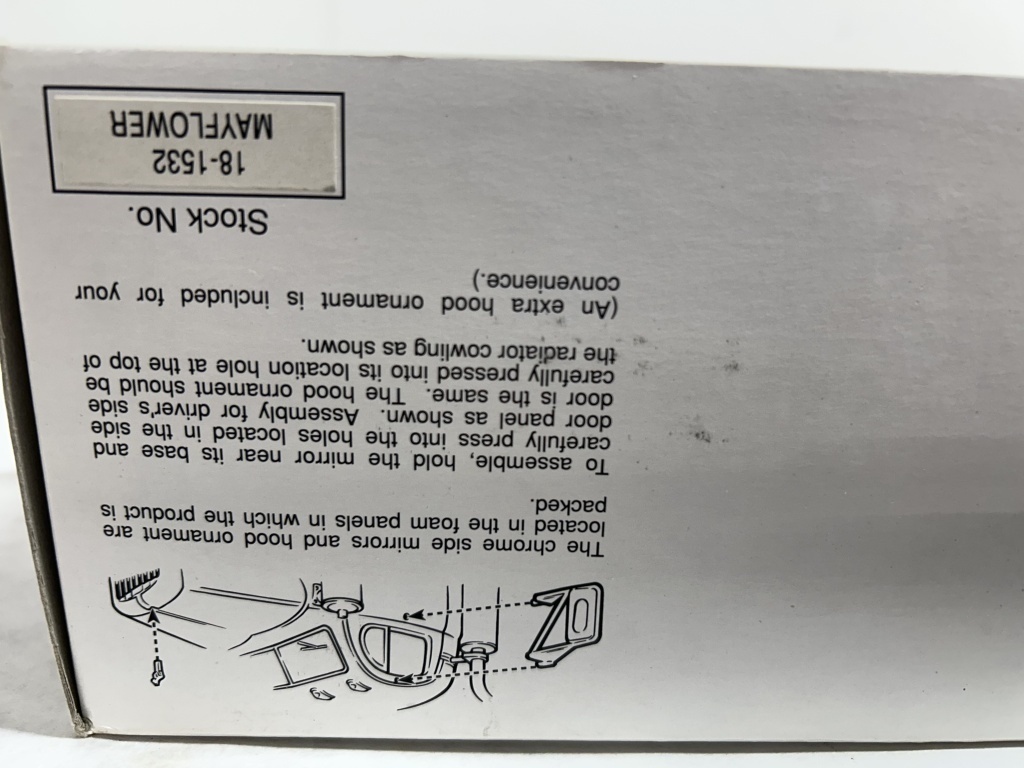 The chrome side mirrors and hood ornament are
located in the foam panels in which the product is
packed.
To assemble, hold the mirror near its base and
carefully press into the holes located in the side
door panel as shown. Assembly for driver's side
door is the same. The hood ornament should be
carefully pressed into its location hole at the top of
the radiator cowling as shown.
(An extra hood ornament is included for your
convenience.)
Stock No.
18-1532
MAYFLOWER